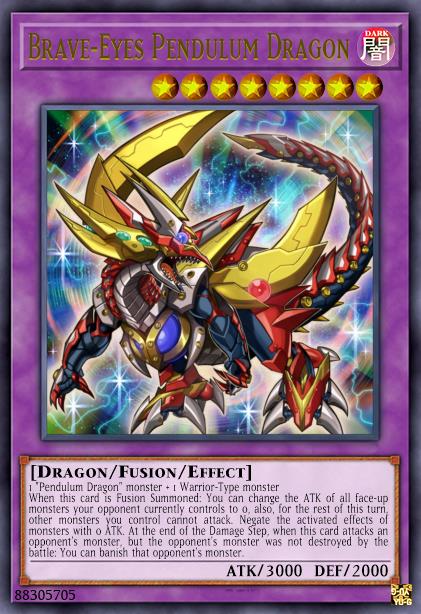 BRAVE-EYES PENDULUM DRAGON
DARK
闇
[DRAGON/FUSION/EFFECT]
1 "Pendulum Dragon" monster + 1 Warrior-Type monster
When this card is Fusion Summoned: You can change the ATK of all face-up
monsters your opponent currently controls to 0, also, for the rest of this turn,
other monsters you control cannot attack. Negate the activated effects of
monsters with 0 ATK. At the end of the Damage Step, when this card attacks an
opponent's monster, but the opponent's monster was not destroyed by the
battle: You can banish that opponent's monster.
ATK/3000 DEF/2000
88305705